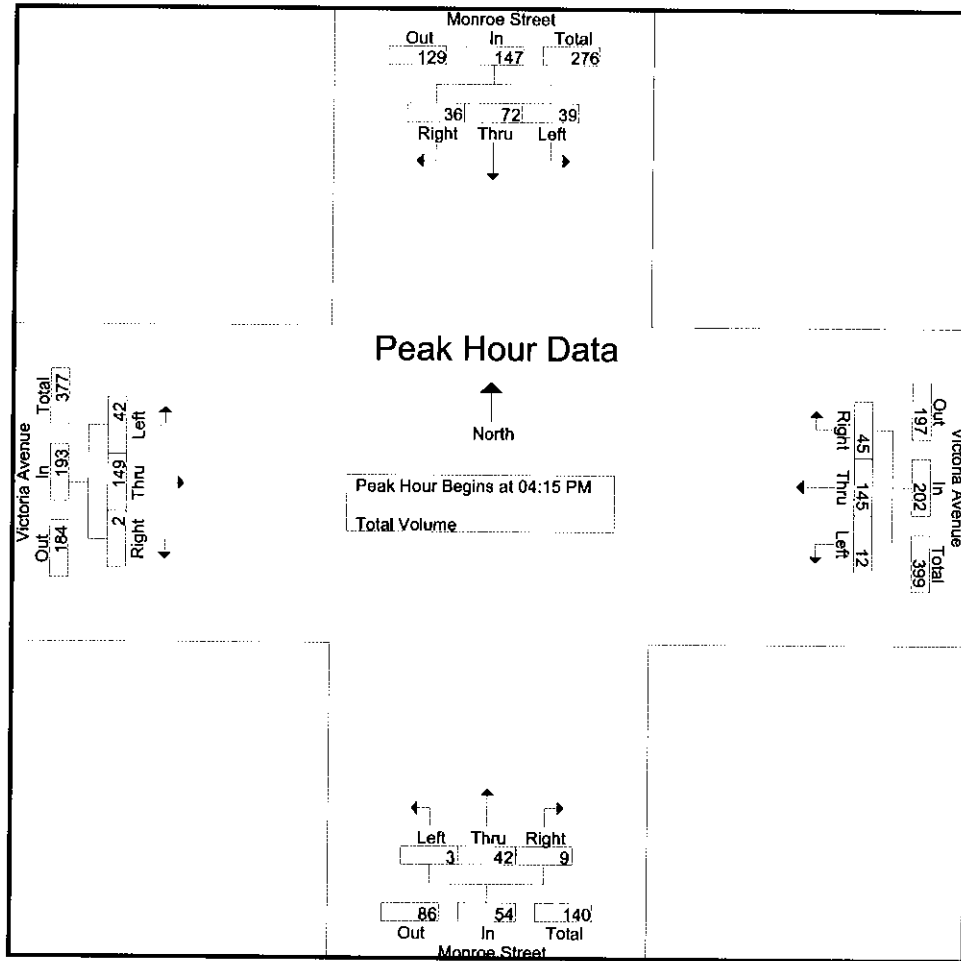 Monroe Street
Out In Total
129 147 276
36 72 39
Right Thru Left
Peak Hour Data
North
Peak Hour Begins at 04:15 PM
Total Volume
Victoria Avenue
Out In Total
184 193 377
2 149 42
Right Thru Left
Right Thru Left
45 145 12
197 202 399
Out In Total
Victoria Avenue
Left Thru Right
3 42 9
86 54 140
Out In Total
Monroe Street